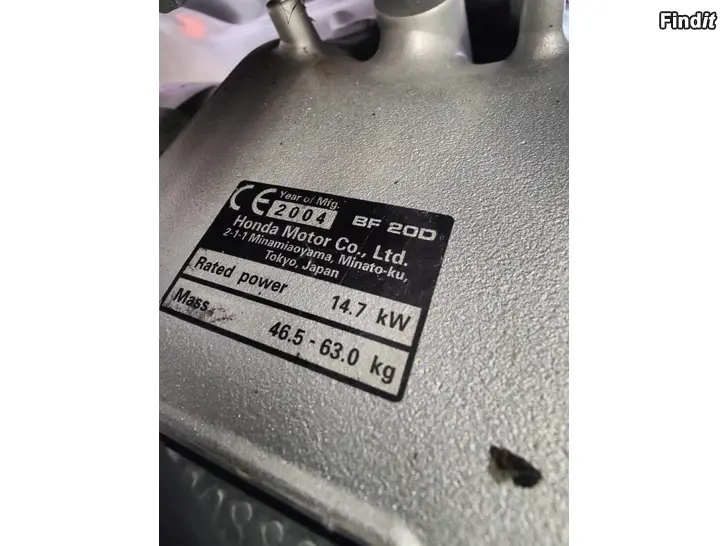 Findit
CE Year of Mfg.
2004 BF 20D
Honda Motor Co., Ltd.
2-1-1 Minamiaoyama, Minato-ku,
Tokyo, Japan
Rated power 14.7 kW
Mass 46.5 - 63.0 kg